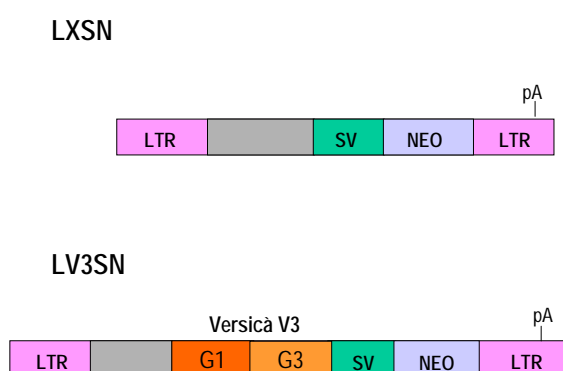 LXSN
pA
LTR SV NEO LTR
LV3SN
Versicà V3 pA
LTR G1 G3 SV NEO LTR